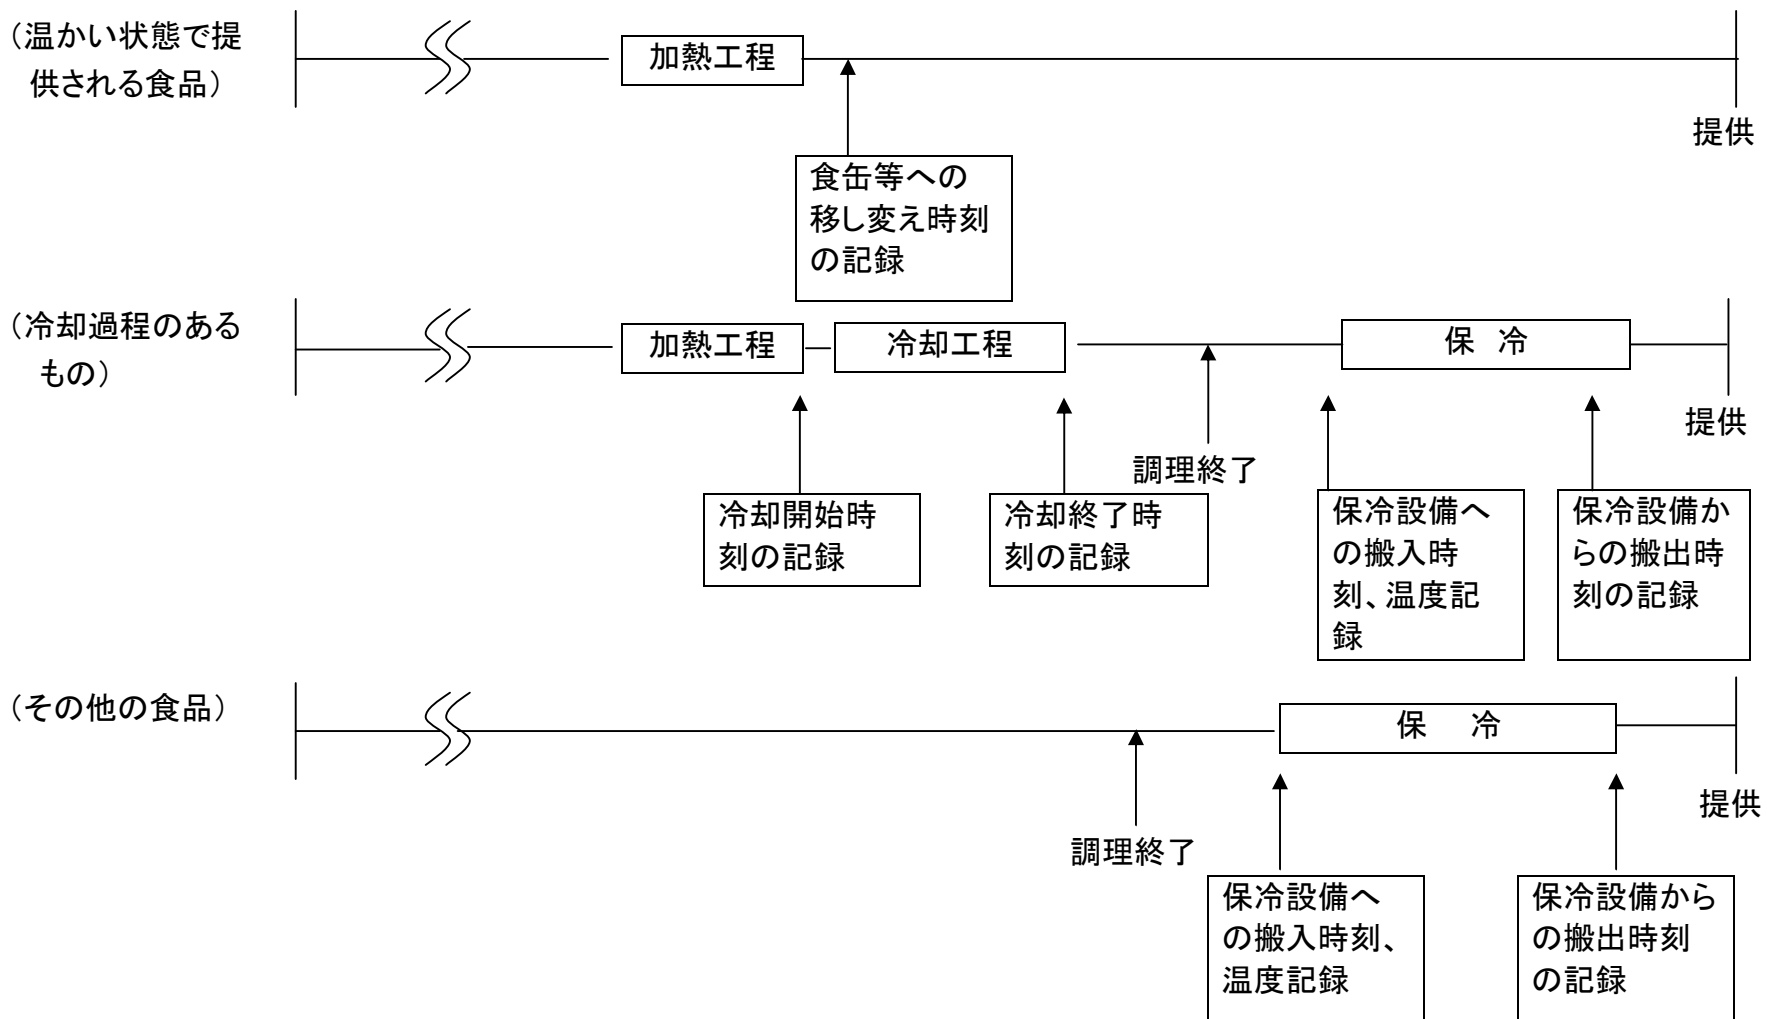 （温かい状態で提
供される食品）
加熱工程
提供
食缶等への
移し変え時刻
の記録
（冷却過程のある
もの）
加熱工程
冷却工程
保 冷
提供
調理終了
冷却開始時
刻の記録
冷却終了時
刻の記録
保冷設備へ
の搬入時
刻、温度記
録
保冷設備か
らの搬出時
刻の記録
（その他の食品）
保 冷
提供
調理終了
保冷設備へ
の搬入時刻、
温度記録
保冷設備から
の搬出時刻
の記録